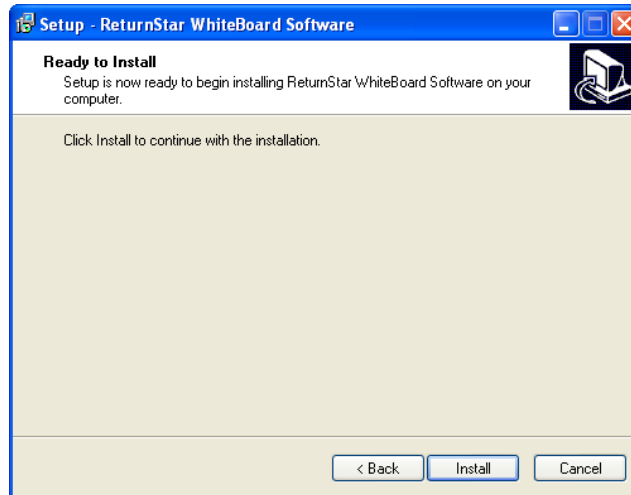 Setup - ReturnStar WhiteBoard Software
Ready to Install
Setup is now ready to begin installing ReturnStar WhiteBoard Software on your
computer.
Click Install to continue with the installation.
< Back Install Cancel